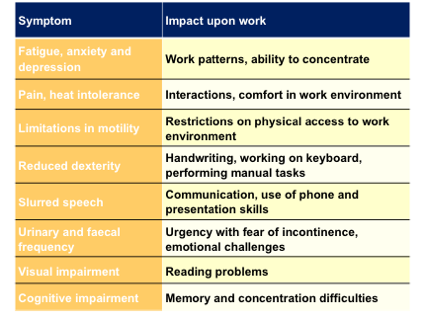 Symptom Impact upon work
Fatigue, anxiety and
depression
Work patterns, ability to concentrate
Pain, heat intolerance Interactions, comfort in work environment
Limitations in motility
Restrictions on physical access to work
environment
Reduced dexterity
Handwriting, working on keyboard,
performing manual tasks
Slurred speech
Communication, use of phone and
presentation skills
Urinary and faecal
frequency
Urgency with fear of incontinence,
emotional challenges
Visual impairment Reading problems
Cognitive impairment Memory and concentration difficulties